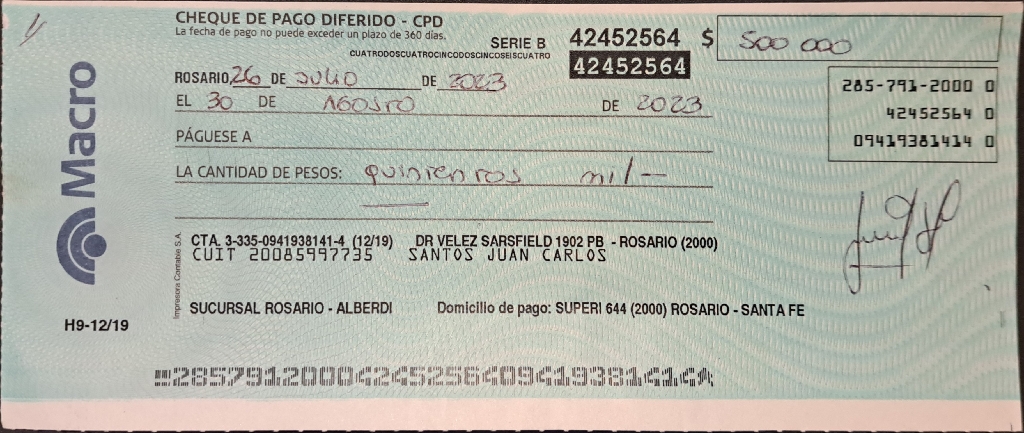 CHEQUE DE PAGO DIFERIDO - CPD
La fecha de pago no puede exceder un plazo de 360 días.
CUATRODOSCUATROCINCODOSCINCOSEISCUATRO
SERIE B 42452564 $ 500 000
42452564
ROSARIO, 26 DE JULIO DE 2023
EL 30 DE AGOSTO DE 2023
285-791-2000 0
42452564 0
09419381414 0
PÁGUESE A
LA CANTIDAD DE PESOS: quinientos mil —
Macro
CTA. 3-335-0941938141-4 (12/19) DR VELEZ SARSFIELD 1902 PB - ROSARIO (2000)
CUIT 20085997735 SANTOS JUAN CARLOS
Impresora Contable S.A.
SUCURSAL ROSARIO - ALBERDI Domicilio de pago: SUPERI 644 (2000) ROSARIO - SANTA FE
H9-12/19
28579120004245256409419381414